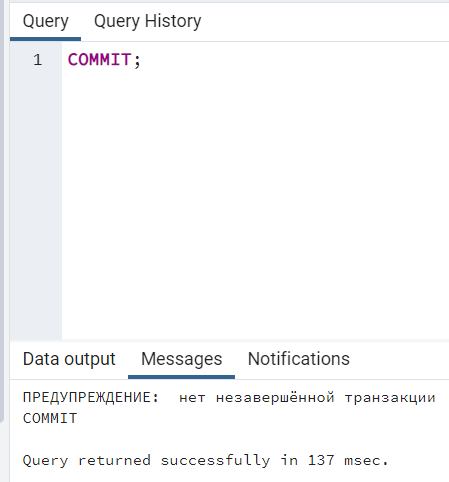 Query Query History
1 COMMIT;
Data output Messages Notifications
ПРЕДУПРЕЖДЕНИЕ:  нет незавершённой транзакции
COMMIT
Query returned successfully in 137 msec.